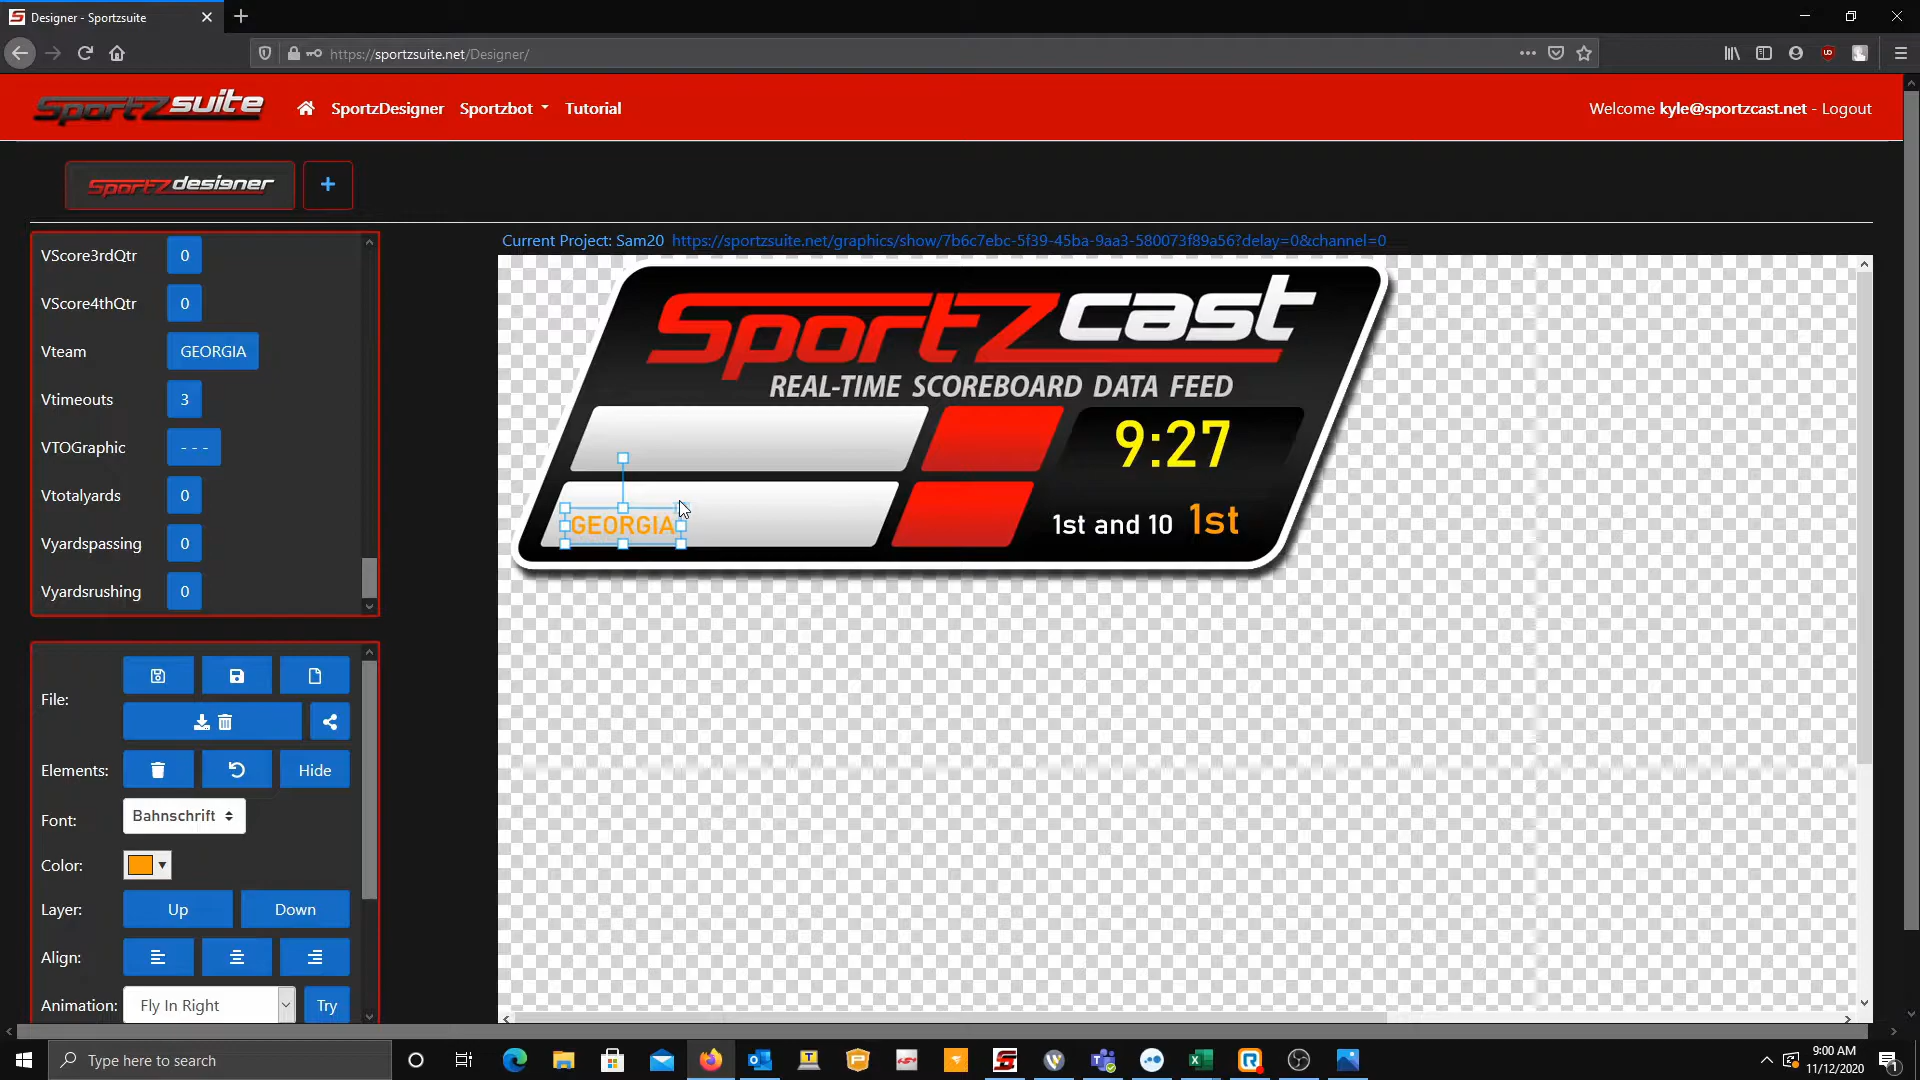 Designer - Sportzsuite
https://sportzsuite.net/Designer/
Sportzsuite
SportzDesigner
Sportzbot
Tutorial
Welcome kyle@sportzcast.net - Logout
Sportzdesigner
+
Current Project: Sam20 https://sportzsuite.net/graphics/show/7b6c7ebc-5f39-45ba-9aa3-580073f89a56?delay=0&channel=0
VScore3rdQtr 0
VScore4thQtr 0
Vteam GEORGIA
Vtimeouts 3
VTOGraphic - - -
Vtotalyards 0
Vyardspassing 0
Vyardsrushing 0
Sportzcast
REAL-TIME SCOREBOARD DATA FEED
9:27
GEORGIA
1st and 10 1st
File:
Elements: Hide
Font: Bahnschrift
Color:
Layer: Up Down
Align:
Animation: Fly In Right Try
Type here to search
9:00 AM
11/12/2020
1